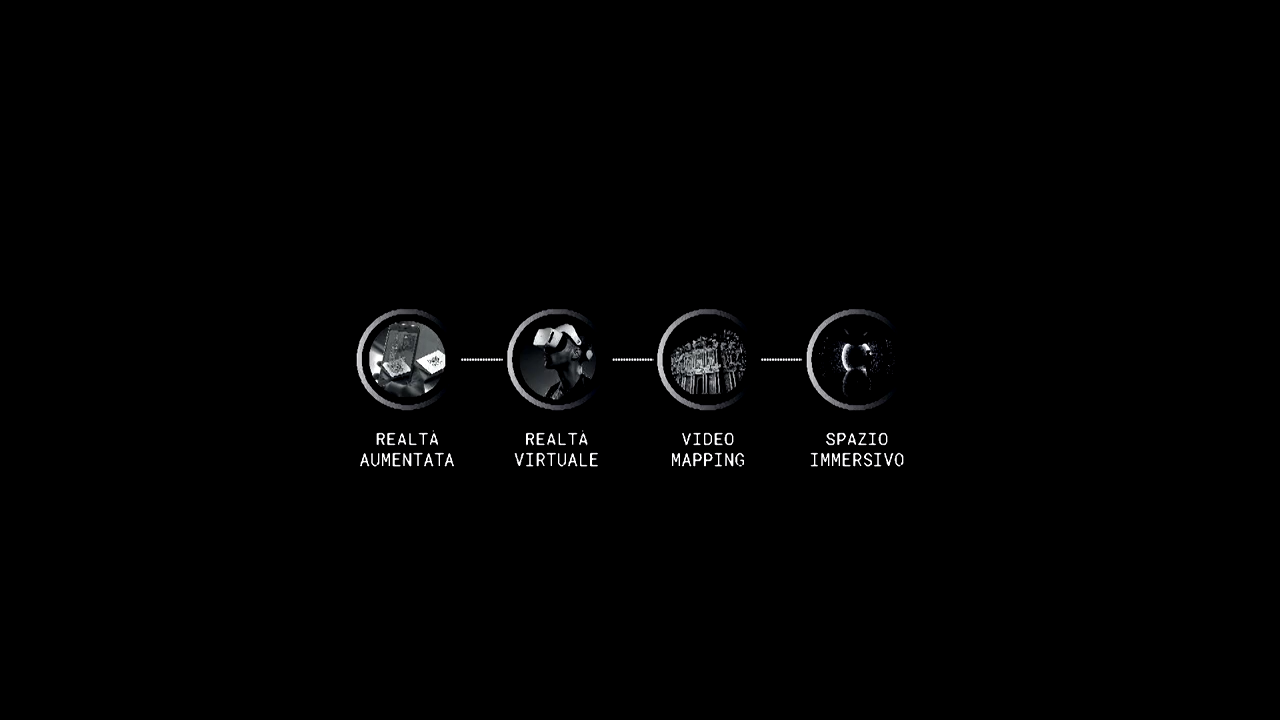 REALTÀ
AUMENTATA
REALTÀ
VIRTUALE
VIDEO
MAPPING
SPAZIO
IMMERSIVO